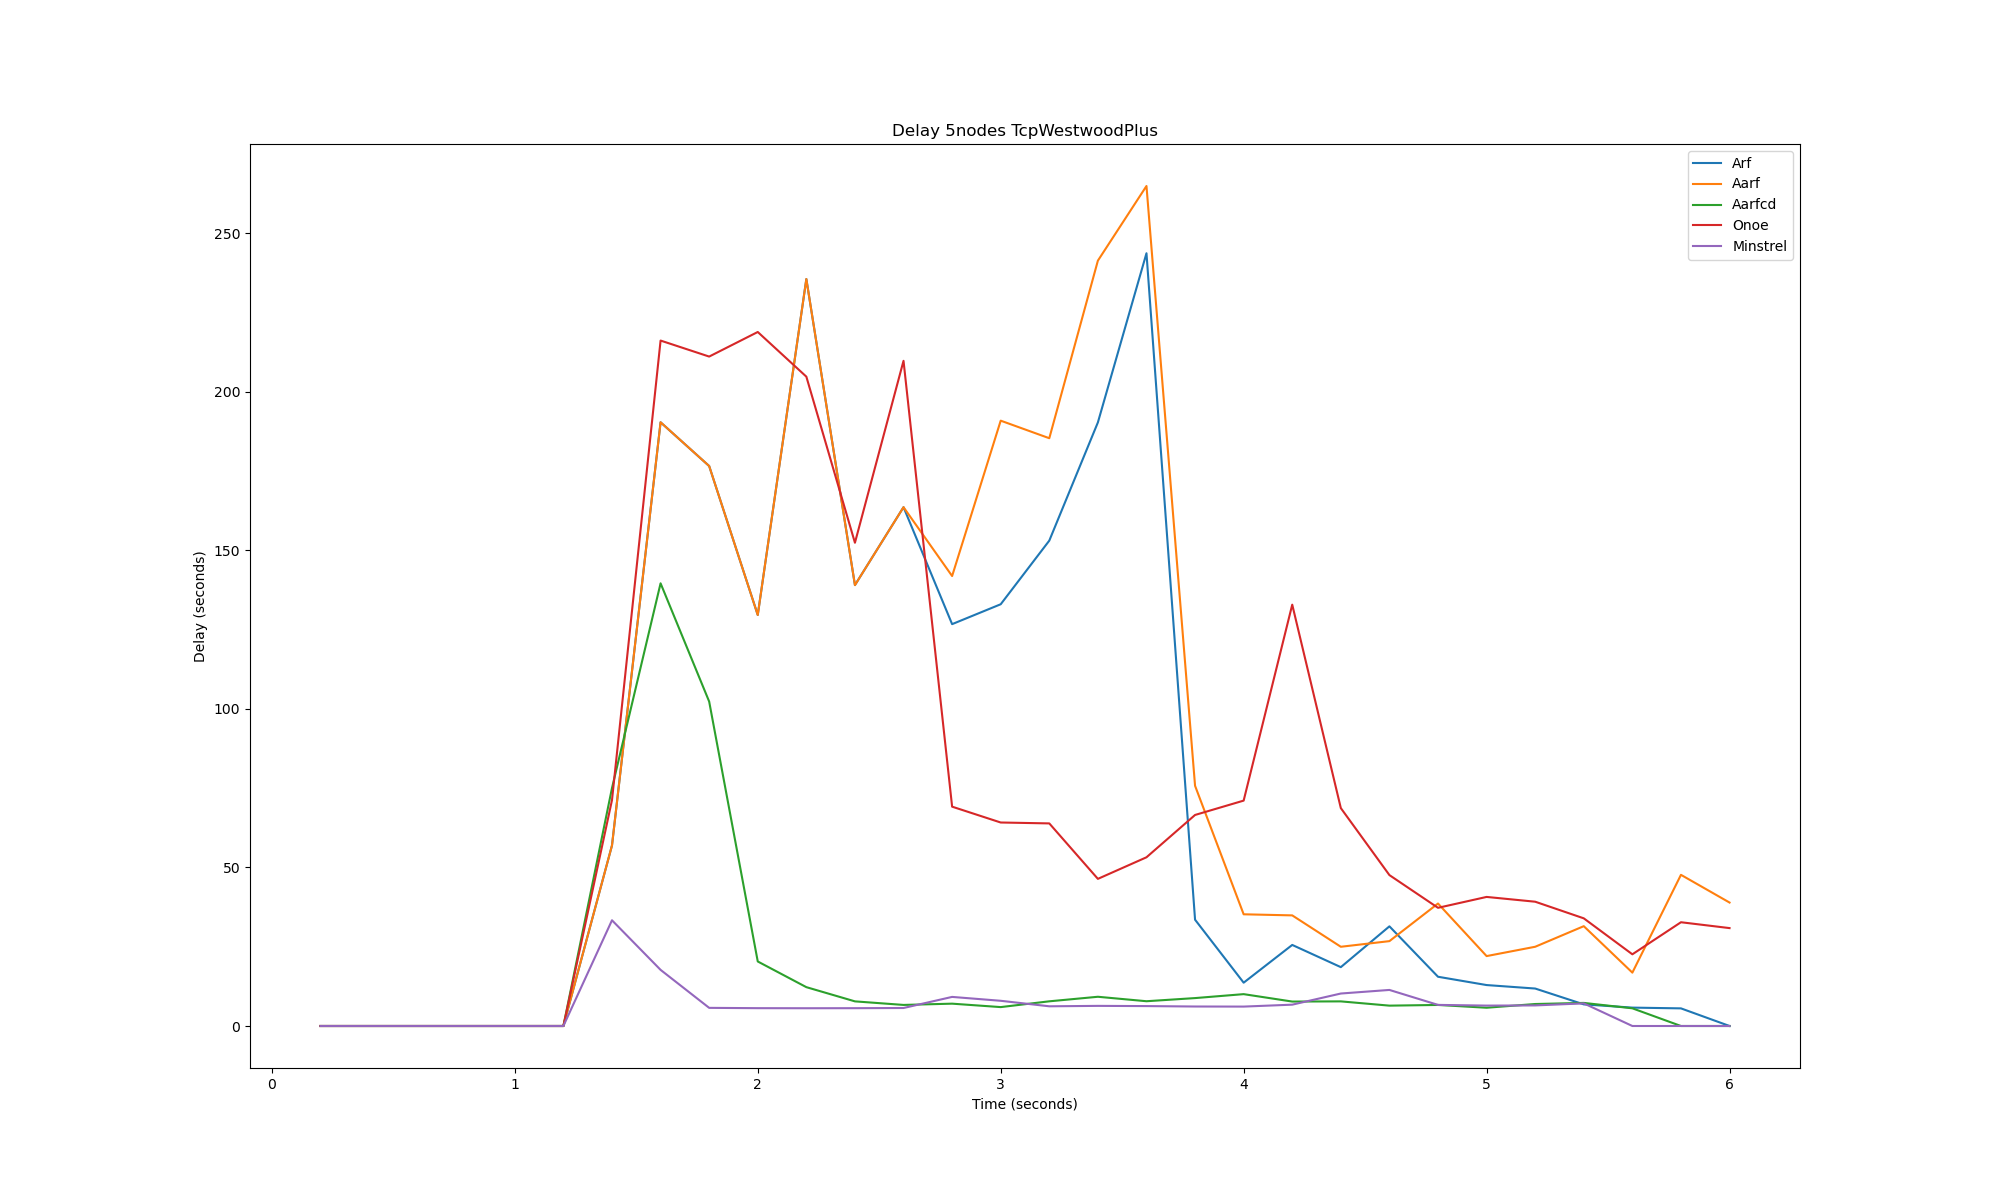 Delay 5nodes TcpWestwoodPlus
Arf
Aarf
Aarfcd
Onoe
Minstrel
250
200
150
100
50
0
Delay (seconds)
0 1 2 3 4 5 6
Time (seconds)